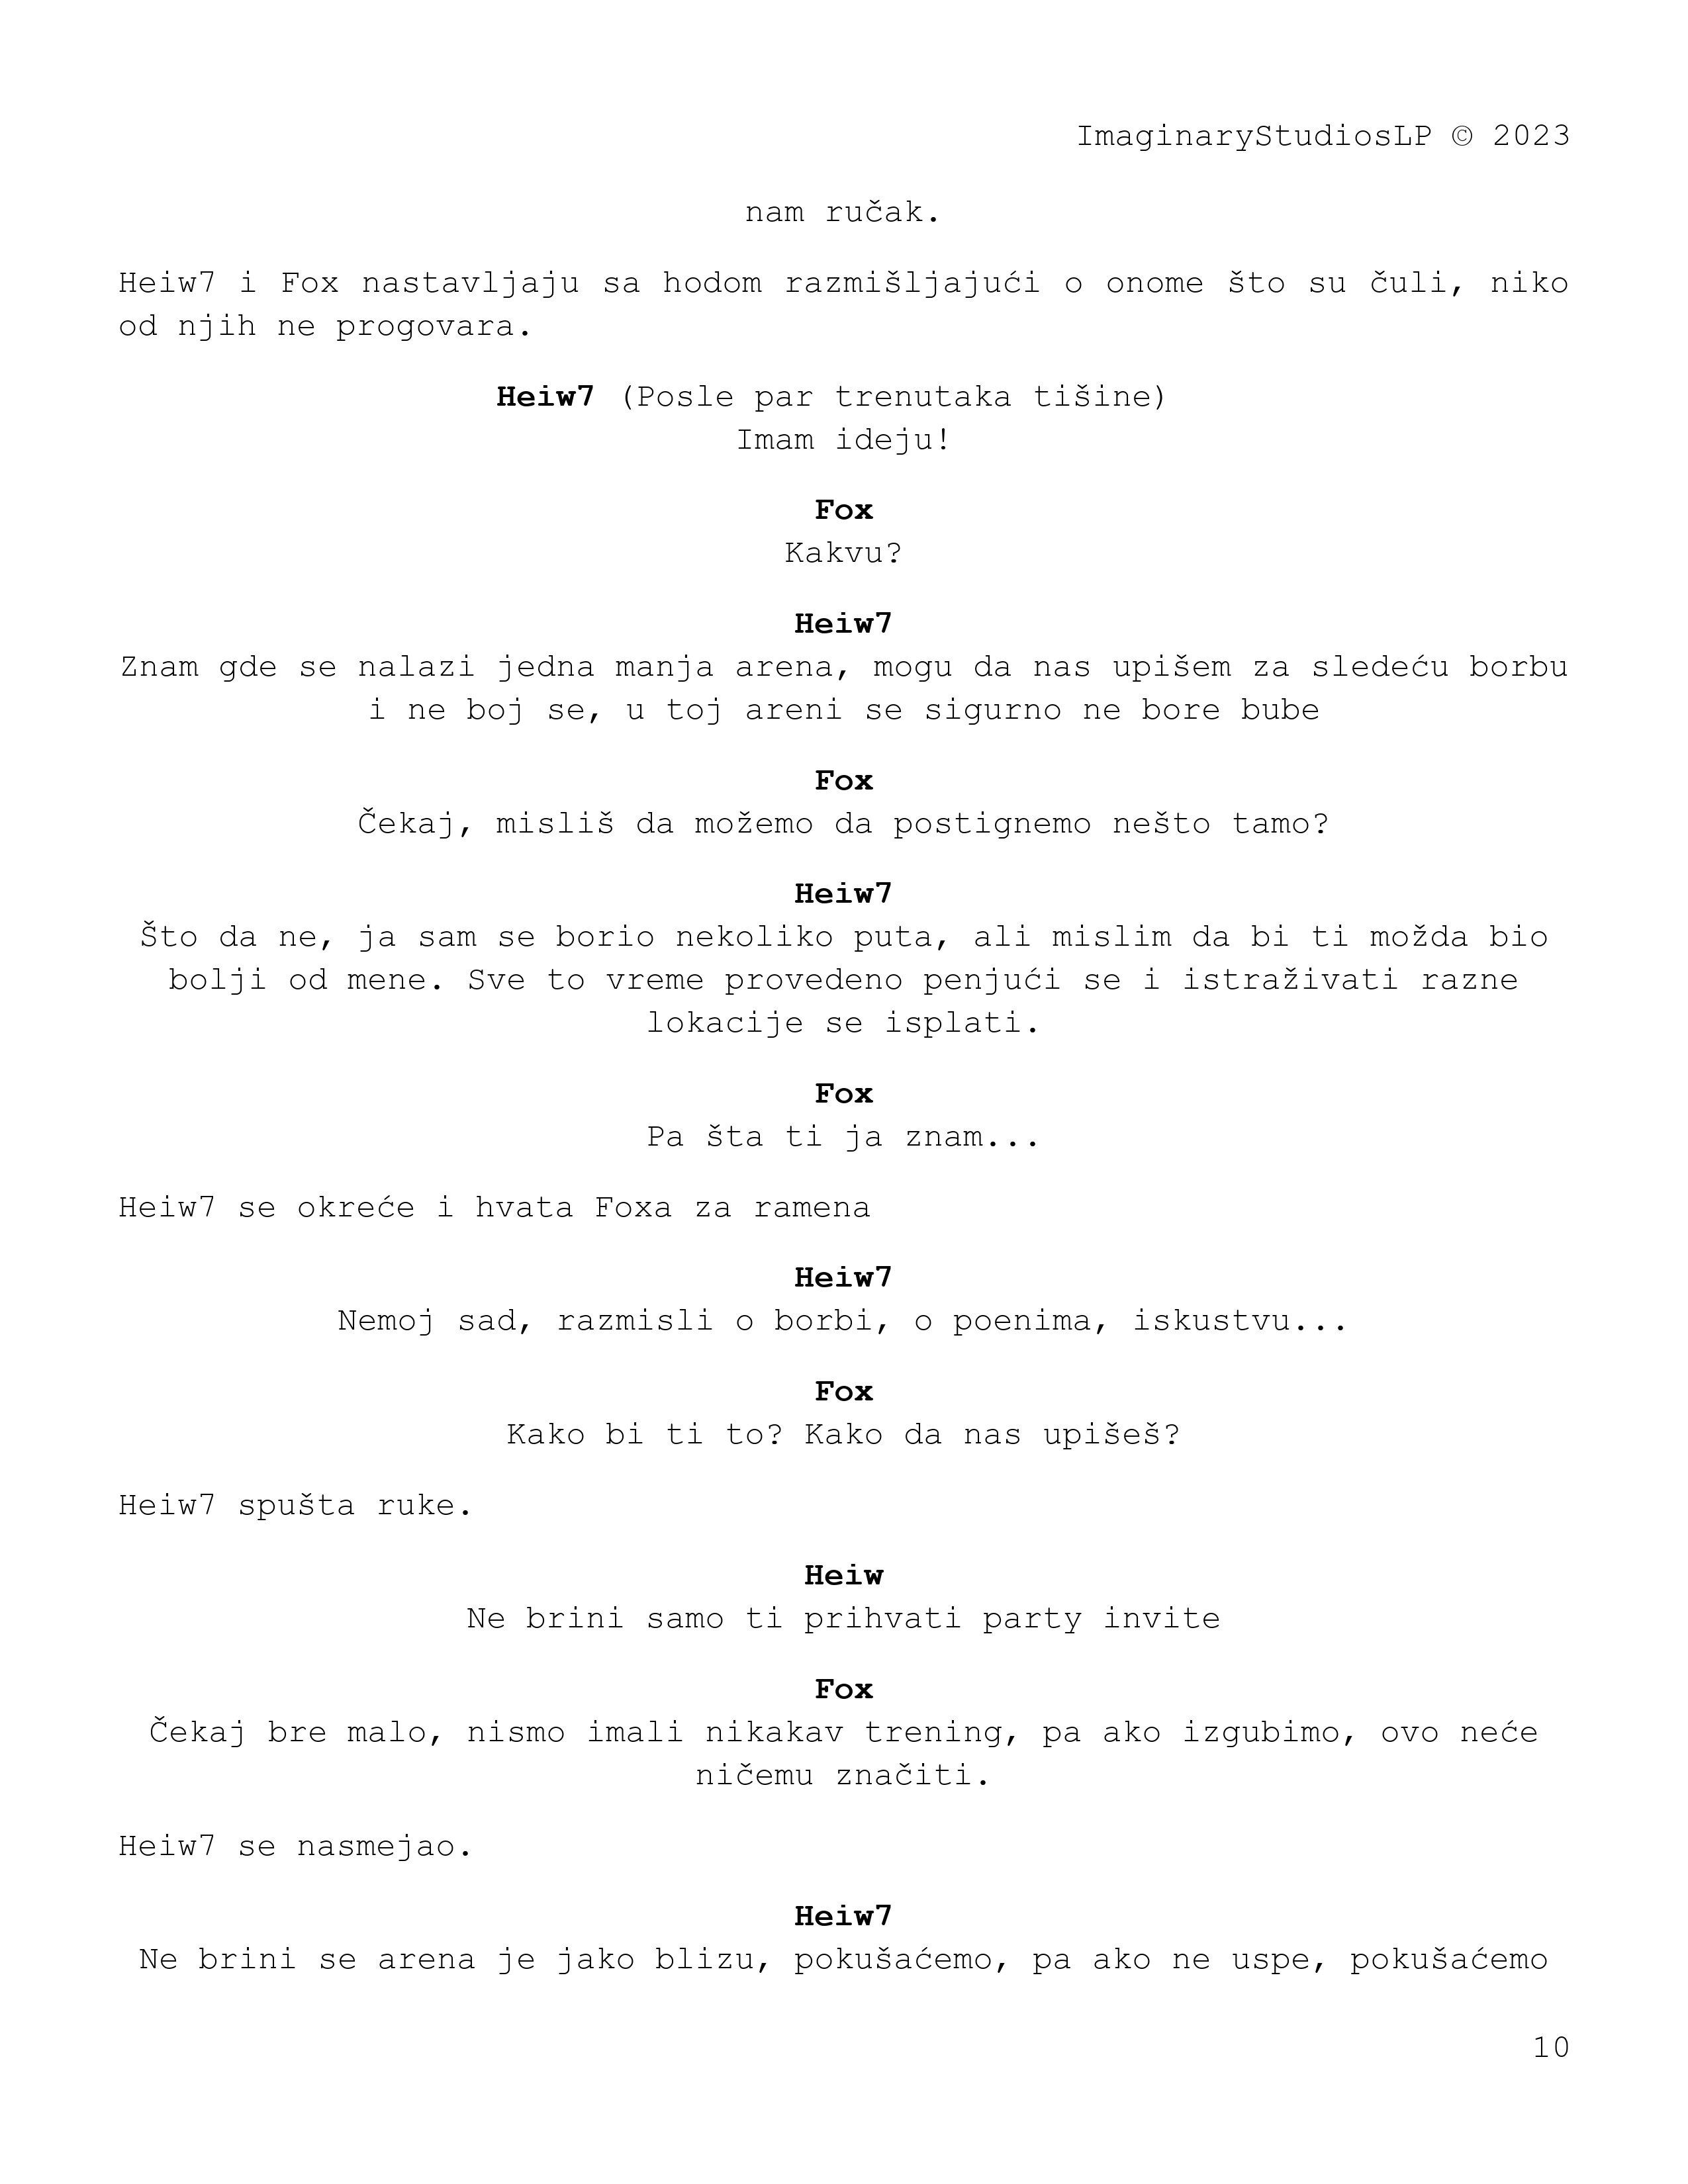 ImaginaryStudiosLP © 2023
nam ručak.
Heiw7 i Fox nastavljaju sa hodom razmišljajući o onome što su čuli, niko
od njih ne progovara.
Heiw7 (Posle par trenutaka tišine)
Imam ideju!
Fox
Kakvu?
Heiw7
Znam gde se nalazi jedna manja arena, mogu da nas upišem za sledeću borbu
i ne boj se, u toj areni se sigurno ne bore bube
Fox
Čekaj, misliš da možemo da postignemo nešto tamo?
Heiw7
Što da ne, ja sam se borio nekoliko puta, ali mislim da bi ti možda bio
bolji od mene. Sve to vreme provedeno penjući se i istraživati razne
lokacije se isplati.
Fox
Pa šta ti ja znam...
Heiw7 se okreće i hvata Foxa za ramena
Heiw7
Nemoj sad, razmisli o borbi, o poenima, iskustvu...
Fox
Kako bi ti to? Kako da nas upišeš?
Heiw7 spušta ruke.
Heiw
Ne brini samo ti prihvati party invite
Fox
Čekaj bre malo, nismo imali nikakav trening, pa ako izgubimo, ovo neće
ničemu značiti.
Heiw7 se nasmejao.
Heiw7
Ne brini se arena je jako blizu, pokušaćemo, pa ako ne uspe, pokušaćemo
10